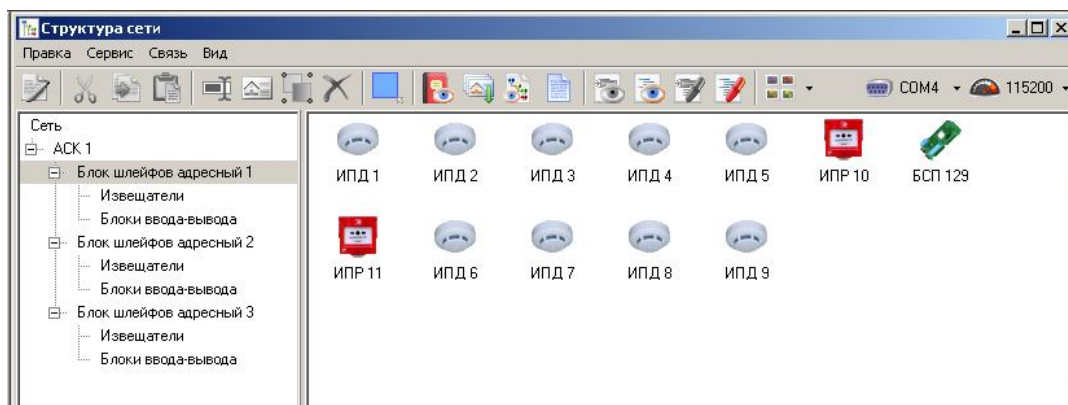 Структура сети
Правка Сервис Связь Вид
COM4 115200
Сеть
АСК 1
Блок шлейфов адресный 1
Извещатели
Блоки ввода-вывода
Блок шлейфов адресный 2
Извещатели
Блоки ввода-вывода
Блок шлейфов адресный 3
Извещатели
Блоки ввода-вывода
ИПД 1 ИПД 2 ИПД 3 ИПД 4 ИПД 5 ИПР 10 БСП 129
ИПР 11 ИПД 6 ИПД 7 ИПД 8 ИПД 9